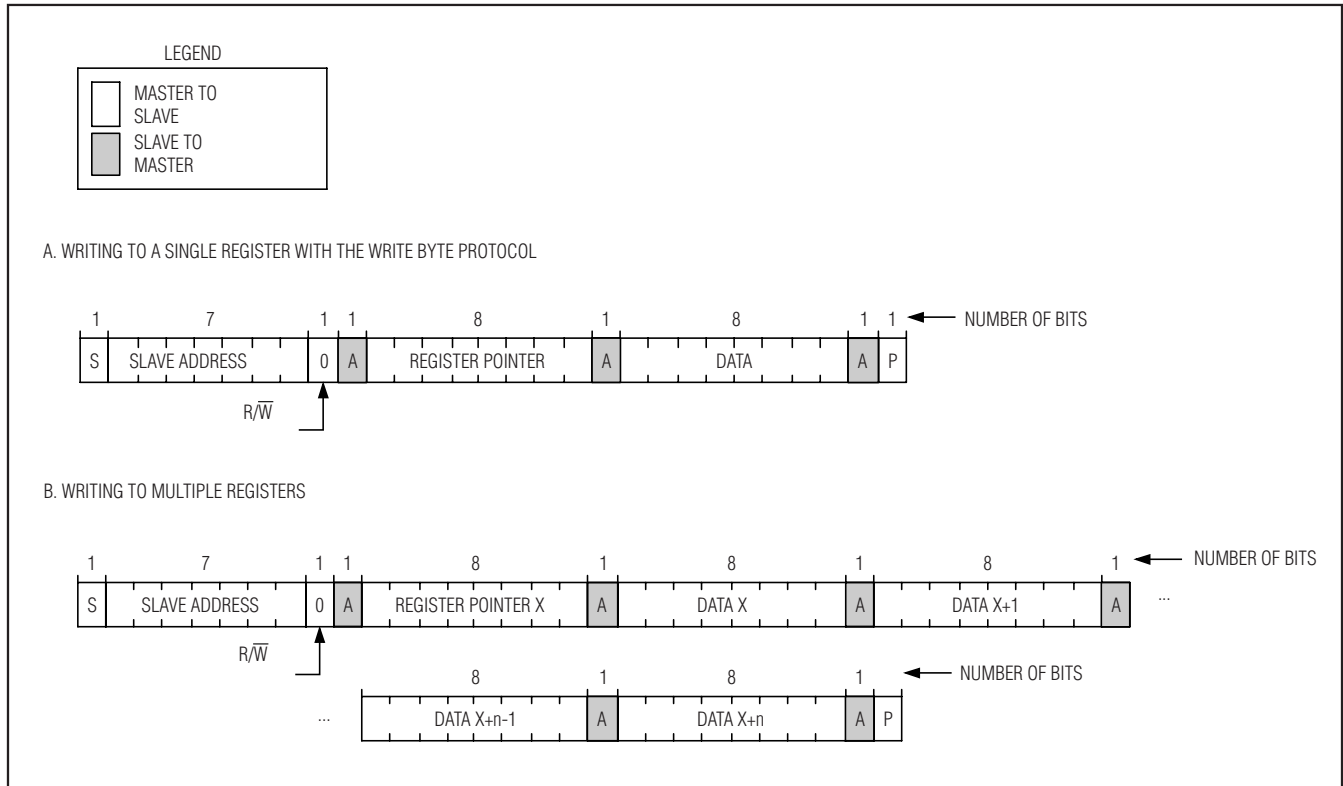 LEGEND
MASTER TO
SLAVE
SLAVE TO
MASTER
A. WRITING TO A SINGLE REGISTER WITH THE WRITE BYTE PROTOCOL
1 7 1 1 8 1 8 1 1 NUMBER OF BITS
S SLAVE ADDRESS 0 A REGISTER POINTER A DATA A P
R/W̅
B. WRITING TO MULTIPLE REGISTERS
1 7 1 1 8 1 8 1 8 1 NUMBER OF BITS
S SLAVE ADDRESS 0 A REGISTER POINTER X A DATA X A DATA X+1 A ...
R/W̅
8 1 8 1 NUMBER OF BITS
... DATA X+n-1 A DATA X+n A P